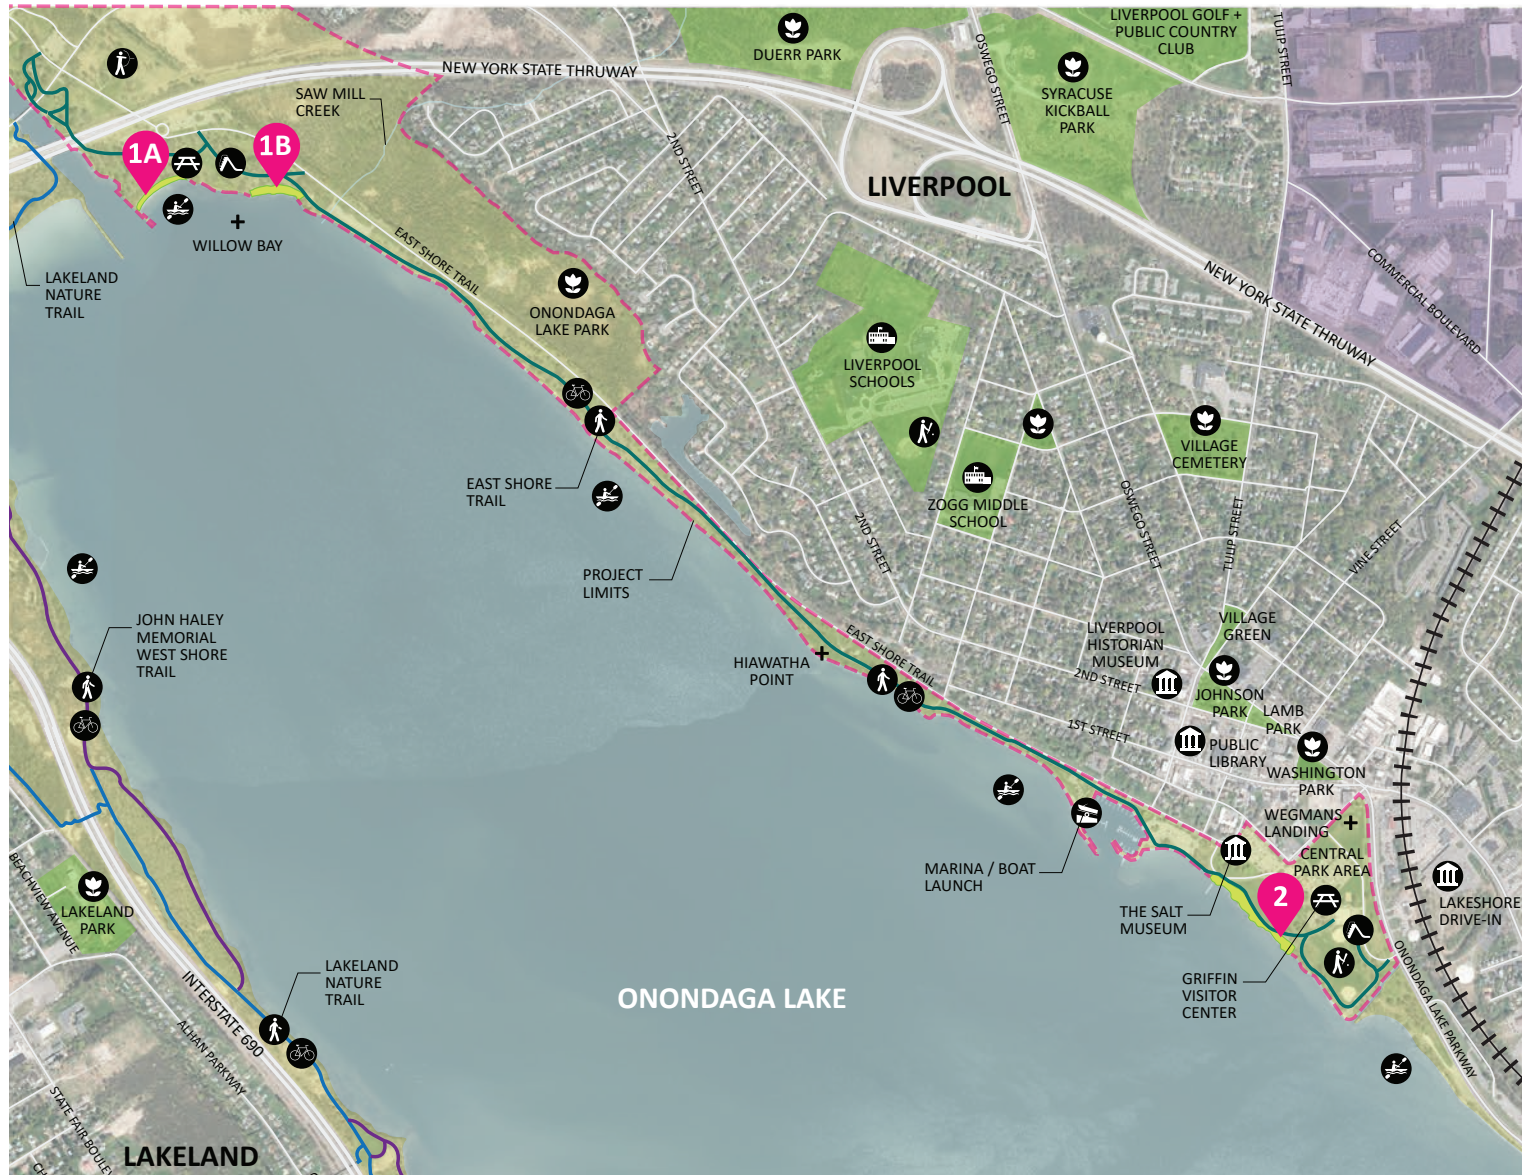 LIVERPOOL GOLF +
PUBLIC COUNTRY
CLUB
TULIP STREET
OSWEGO STREET
DUERR PARK
NEW YORK STATE THRUWAY
SAW MILL
CREEK
SYRACUSE
KICKBALL
PARK
1A
1B
2ND STREET
LIVERPOOL
WILLOW BAY
EAST SHORE TRAIL
LAKELAND
NATURE
TRAIL
ONONDAGA
LAKE PARK
NEW YORK STATE THRUWAY
COMMERCIAL BOULEVARD
LIVERPOOL
SCHOOLS
VILLAGE
CEMETERY
EAST SHORE
TRAIL
ZOGG MIDDLE
SCHOOL
2ND STREET
OSWEGO STREET
TULIP STREET
VINE STREET
PROJECT
LIMITS
JOHN HALEY
MEMORIAL
WEST SHORE
TRAIL
HIAWATHA
POINT
EAST SHORE TRAIL
LIVERPOOL
HISTORIAN
MUSEUM
VILLAGE
GREEN
2ND STREET
JOHNSON
PARK
LAMB
PARK
1ST STREET
PUBLIC
LIBRARY
WASHINGTON
PARK
WEGMANS
LANDING
CENTRAL
PARK AREA
MARINA / BOAT
LAUNCH
THE SALT
MUSEUM
2
LAKESHORE
DRIVE-IN
BEACHVIEW AVENUE
LAKELAND
PARK
LAKELAND
NATURE
TRAIL
INTERSTATE 690
ONONDAGA LAKE
GRIFFIN
VISITOR
CENTER
ONONDAGA LAKE PARKWAY
ALHAN PARKWAY
STATE FAIR BOULEV
LAKELAND